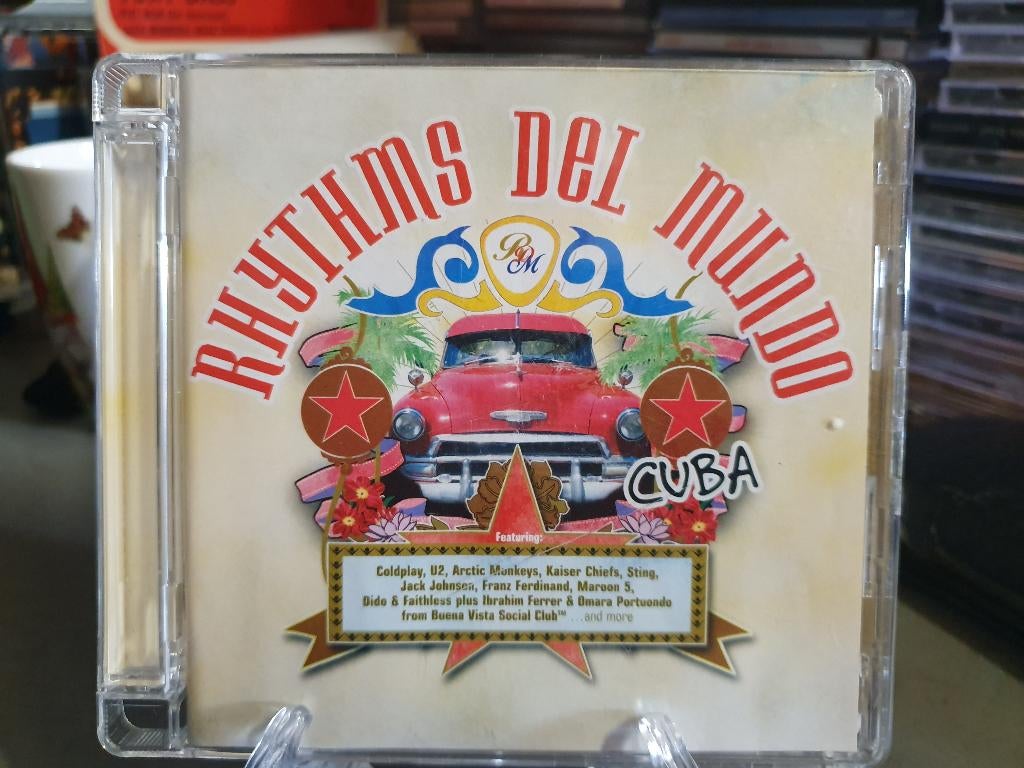 RHYTHMS DEL MUNDO
RDM
CUBA
Featuring:
Coldplay, U2, Arctic Monkeys, Kaiser Chiefs, Sting,
Jack Johnson, Franz Ferdinand, Maroon 5,
Dido & Faithless plus Ibrahim Ferrer & Omara Portuondo
from Buena Vista Social Club™ ...and more